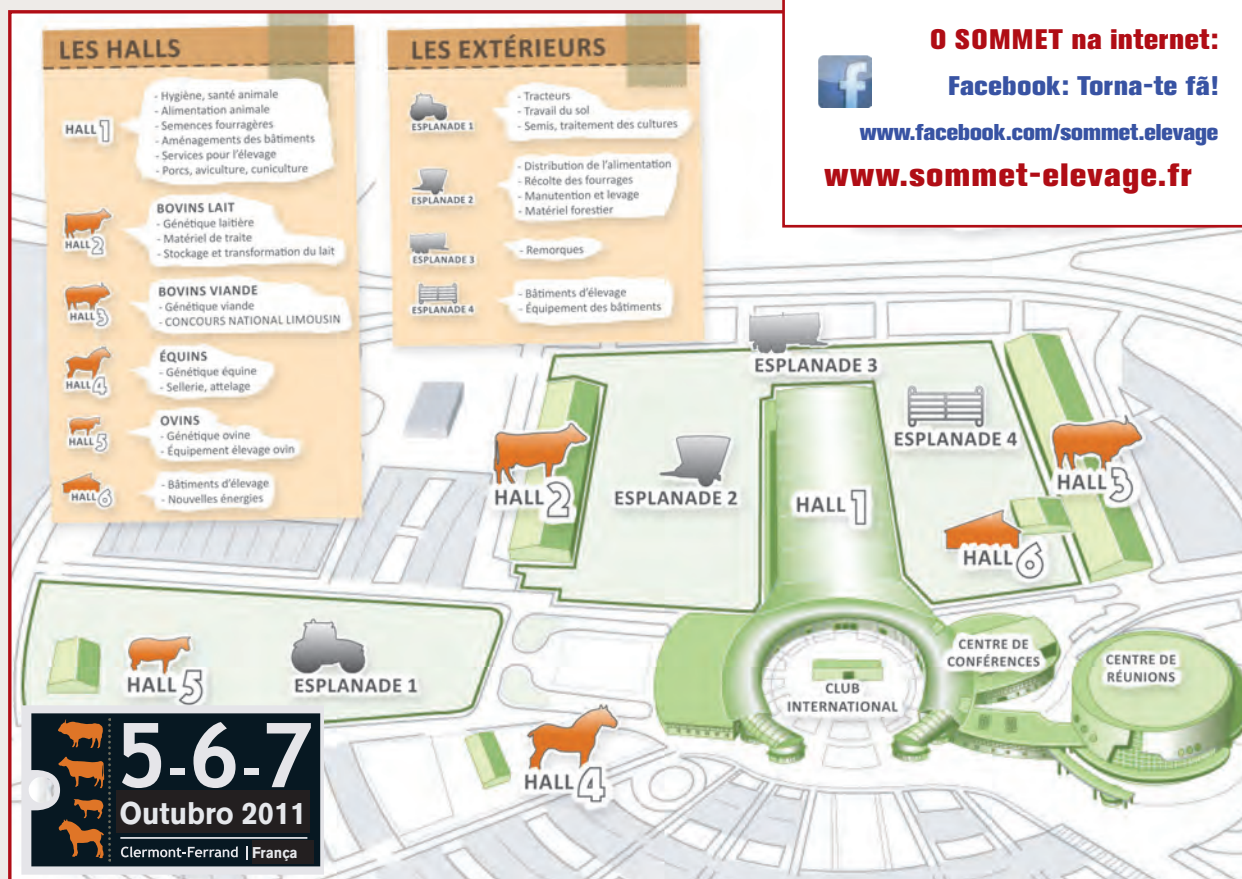 LES HALLS
HALL 1
- Hygiène, santé animale
- Alimentation animale
- Semences fourragères
- Aménagements des bâtiments
- Services pour l'élevage
- Porcs, aviculture, cuniculture
HALL 2
BOVINS LAIT
- Génétique laitière
- Matériel de traite
- Stockage et transformation du lait
HALL 3
BOVINS VIANDE
- Génétique viande
- CONCOURS NATIONAL LIMOUSIN
HALL 4
ÉQUINS
- Génétique équine
- Sellerie, attelage
HALL 5
OVINS
- Génétique ovine
- Équipement élevage ovin
HALL 6
- Bâtiments d'élevage
- Nouvelles énergies
LES EXTÉRIEURS
ESPLANADE 1
- Tracteurs
- Travail du sol
- Semis, traitement des cultures
ESPLANADE 2
- Distribution de l'alimentation
- Récolte des fourrages
- Manutention et levage
- Matériel forestier
ESPLANADE 3
- Remorques
ESPLANADE 4
- Bâtiments d'élevage
- Équipement des bâtiments
O SOMMET na internet:
f
Facebook: Torna-te fã!
www.facebook.com/sommet.elevage
www.sommet-elevage.fr
ESPLANADE 3
ESPLANADE 4
HALL 2
ESPLANADE 2
HALL 1
HALL 3
HALL 6
HALL 5
ESPLANADE 1
CENTRE DE
CONFÉRENCES
CENTRE DE
RÉUNIONS
CLUB
INTERNATIONAL
HALL 4
5-6-7
Outubro 2011
Clermont-Ferrand | França